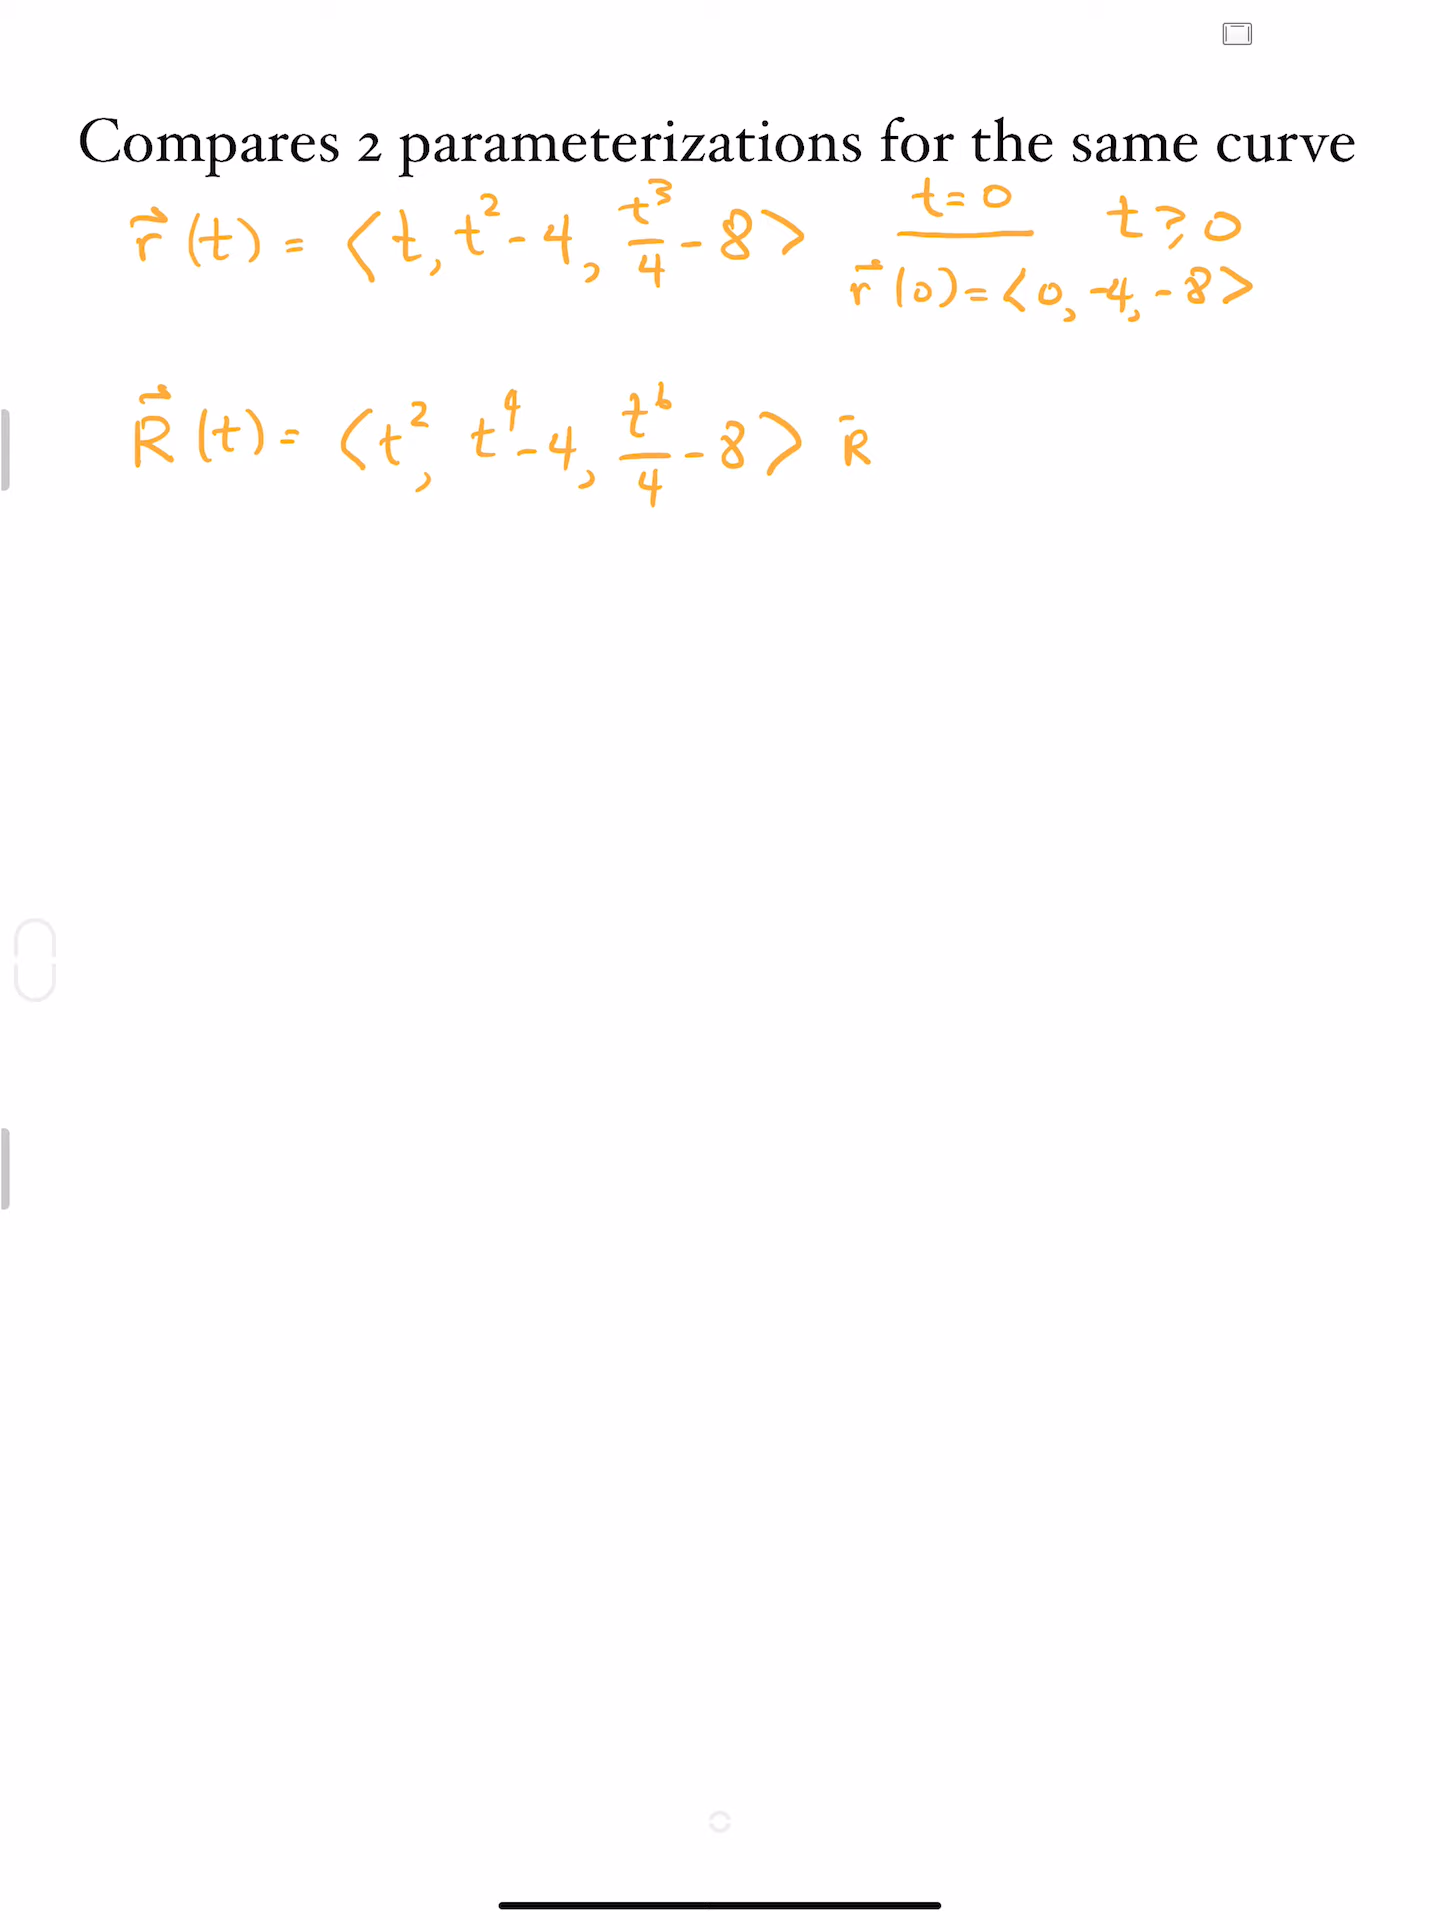 Compares 2 parameterizations for the same curve
r⃗(t) = ⟨t, t²-4, t³/4 - 8⟩ t=0 t≥0
r⃗(0)=⟨0, -4, -8⟩
R⃗(t) = ⟨t², t⁴-4, t⁶/4 - 8⟩ R̄